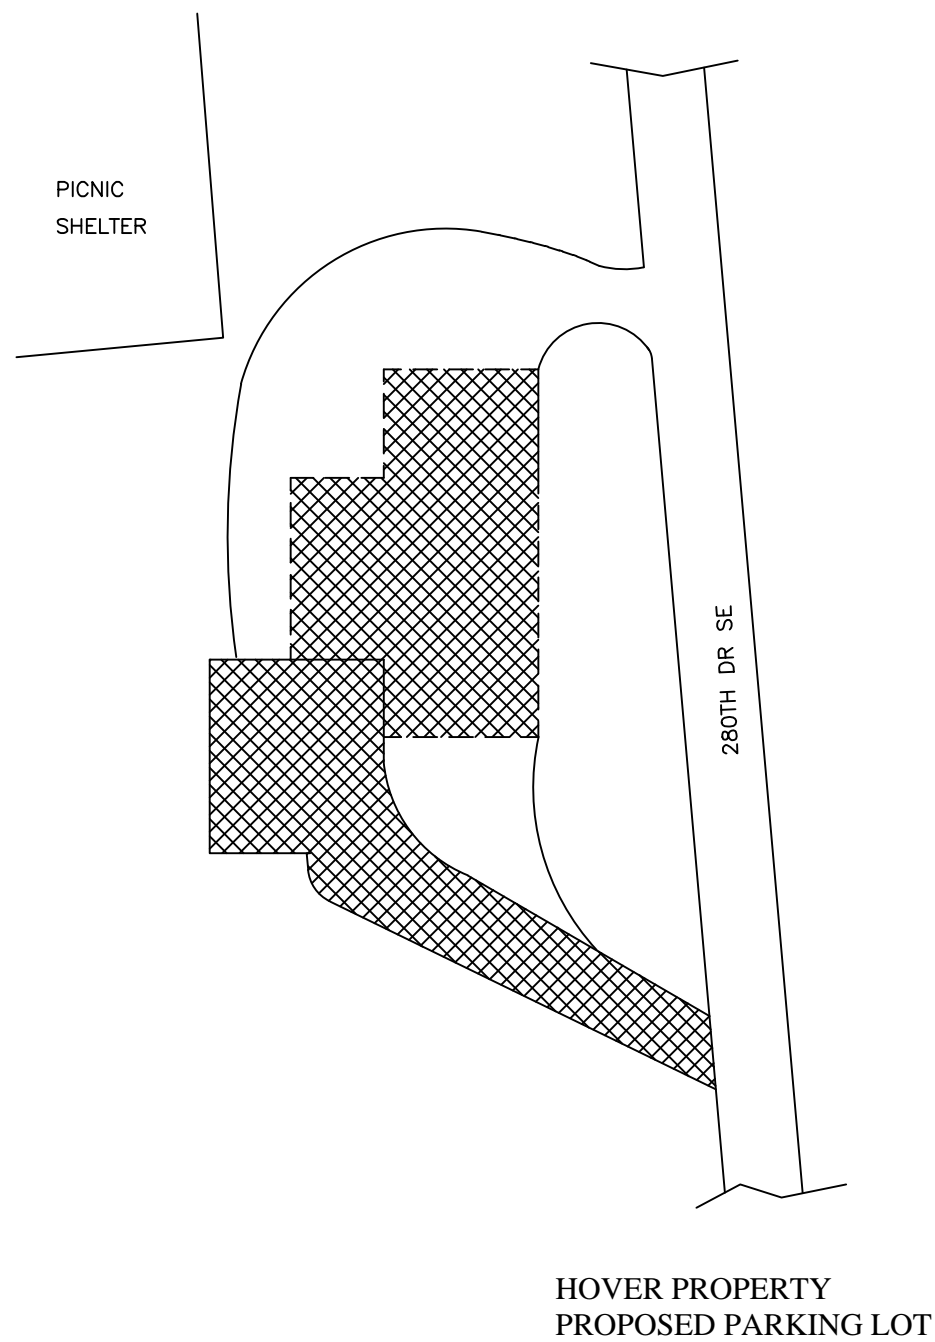 PICNIC
SHELTER
280TH DR SE
HOVER PROPERTY
PROPOSED PARKING LOT